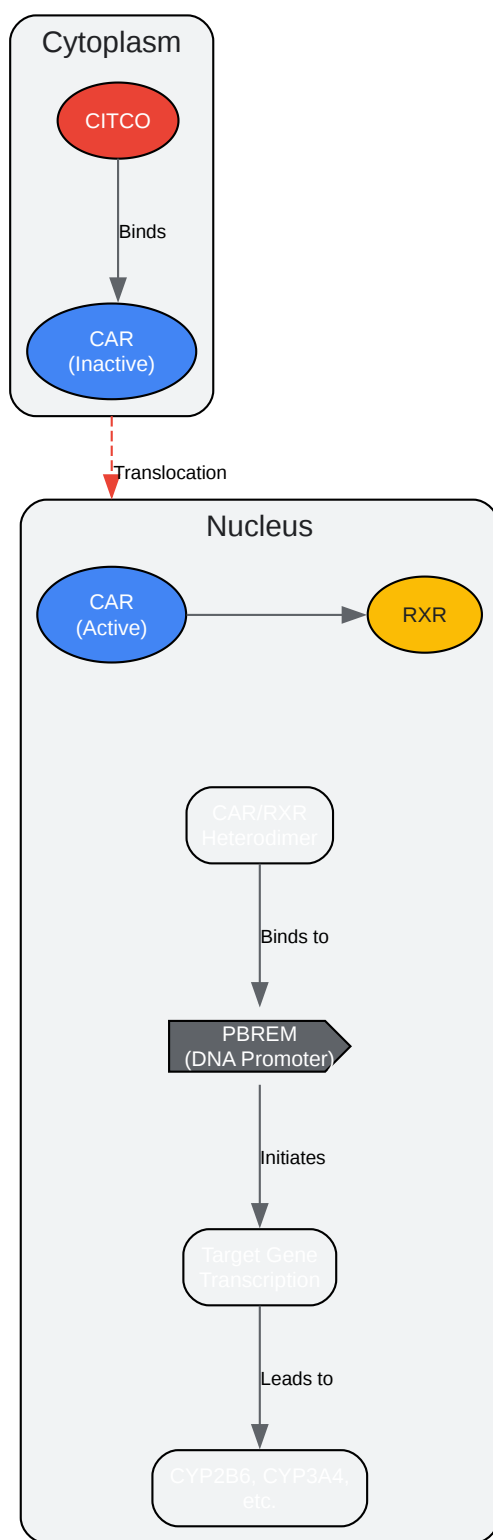 Cytoplasm
CITCO
Binds
CAR
(Inactive)
Translocation
Nucleus
CAR
(Active)
RXR
CAR/RXR
Heterodimer
Binds to
PBREM
(DNA Promoter)
Initiates
Target Gene
Transcription
Leads to
CYP2B6, CYP3A4,
etc.